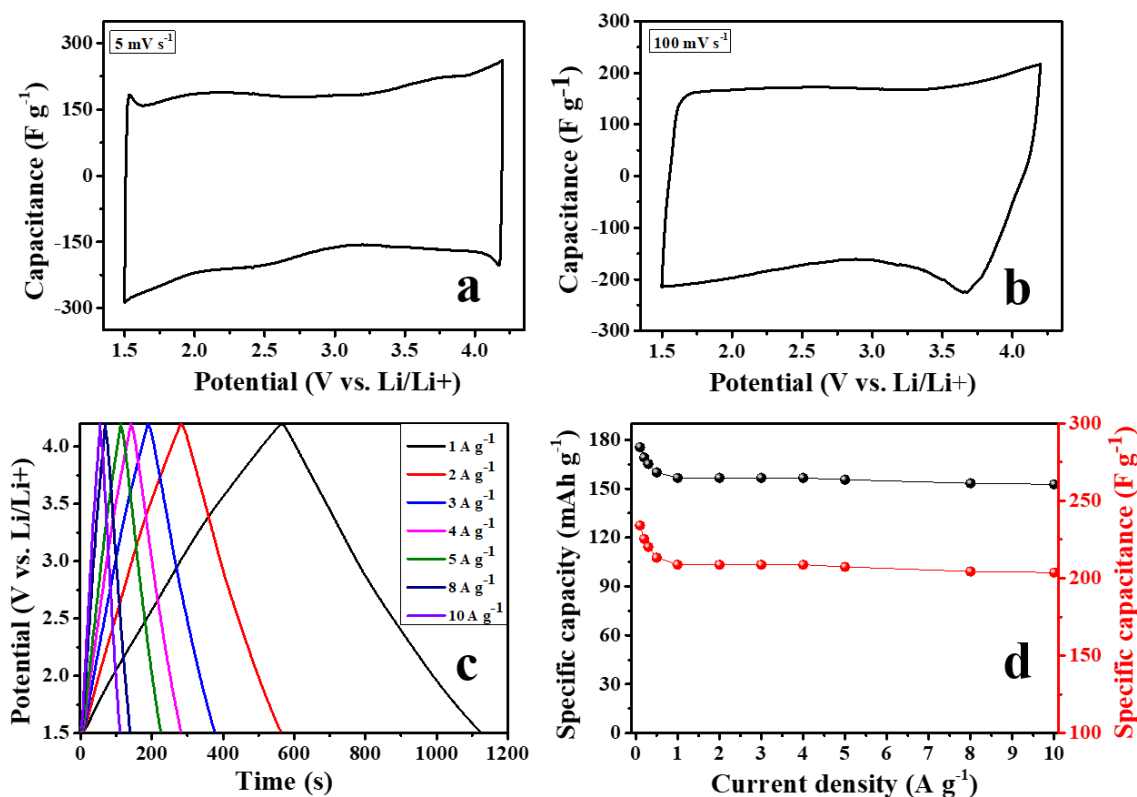 5 mV s⁻¹
300
150
0
-150
-300
Capacitance (F g⁻¹)
a
1.5 2.0 2.5 3.0 3.5 4.0
Potential (V vs. Li/Li+)
100 mV s⁻¹
300
200
100
0
-100
-200
-300
Capacitance (F g⁻¹)
b
1.5 2.0 2.5 3.0 3.5 4.0
Potential (V vs. Li/Li+)
4.0
3.5
3.0
2.5
2.0
1.5
Potential (V vs. Li/Li+)
1 A g⁻¹
2 A g⁻¹
3 A g⁻¹
4 A g⁻¹
5 A g⁻¹
8 A g⁻¹
10 A g⁻¹
c
0 200 400 600 800 1000 1200
Time (s)
180
150
120
90
60
30
0
Specific capacity (mAh g⁻¹)
d
300
250
200
150
100
Specific capacitance (F g⁻¹)
0 1 2 3 4 5 6 7 8 9 10
Current density (A g⁻¹)